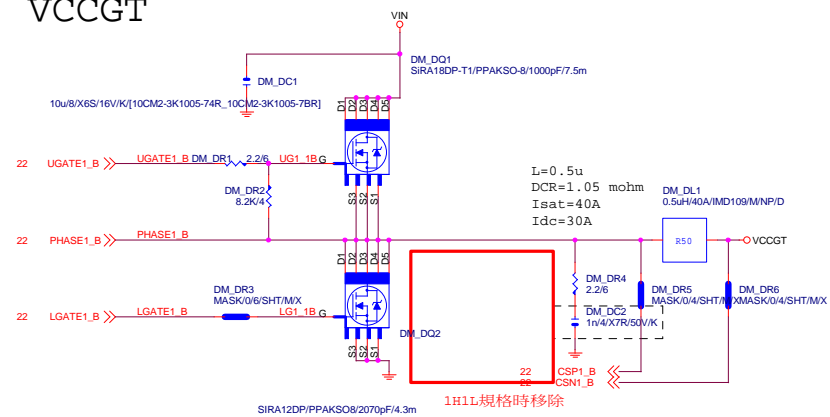 VCCGT
VIN
DM_DQ1
SiRA18DP-T1/PPAKSO-8/1000pF/7.5m
DM_DC1
10u/8/X6S/16V/K/[10CM2-3K1005-74R_10CM2-3K1005-7BR]
D1 D2 D3 D4 D5
22 UGATE1_B UGATE1_B DM_DR1 2.2/6 UG1_1B G
S3 S2 S1
DM_DR2
8.2K/4
L=0.5u
DCR=1.05 mohm
Isat=40A
Idc=30A
DM_DL1
0.5uH/40A/IMD109/M/NP/D
22 PHASE1_B PHASE1_B
R50
VCCGT
D1 D2 D3 D4 D5
DM_DR3
MASK/0/6/SHT/M/X
22 LGATE1_B LGATE1_B LG1_1B G
S3 S2 S1
DM_DQ2
SIRA12DP/PPAKSO8/2070pF/4.3m
DM_DR4
2.2/6
DM_DC2
1n/4/X7R/50V/K
DM_DR5
MASK/0/4/SHT/M/X
DM_DR6
MASK/0/4/SHT/M/X
22 CSP1_B
22 CSN1_B
1H1L規格時移除